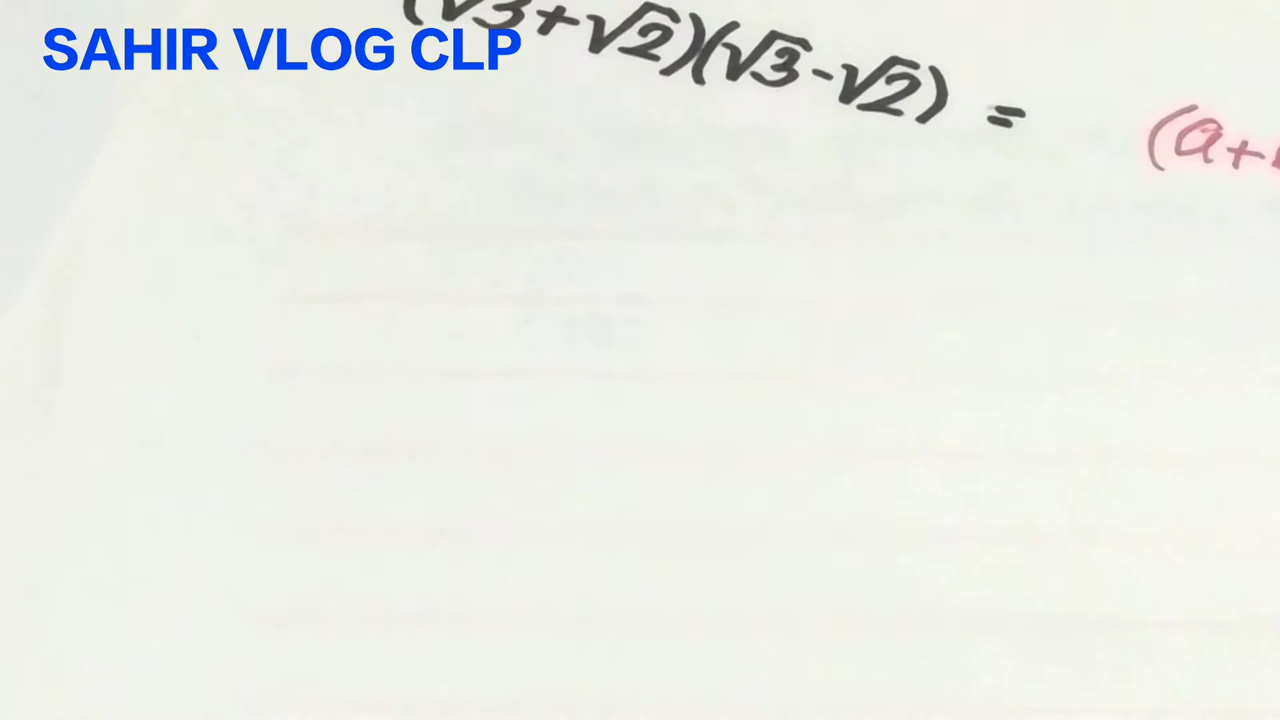 SAHIR VLOG CLP
(√3+√2)(√3-√2) =
(a+